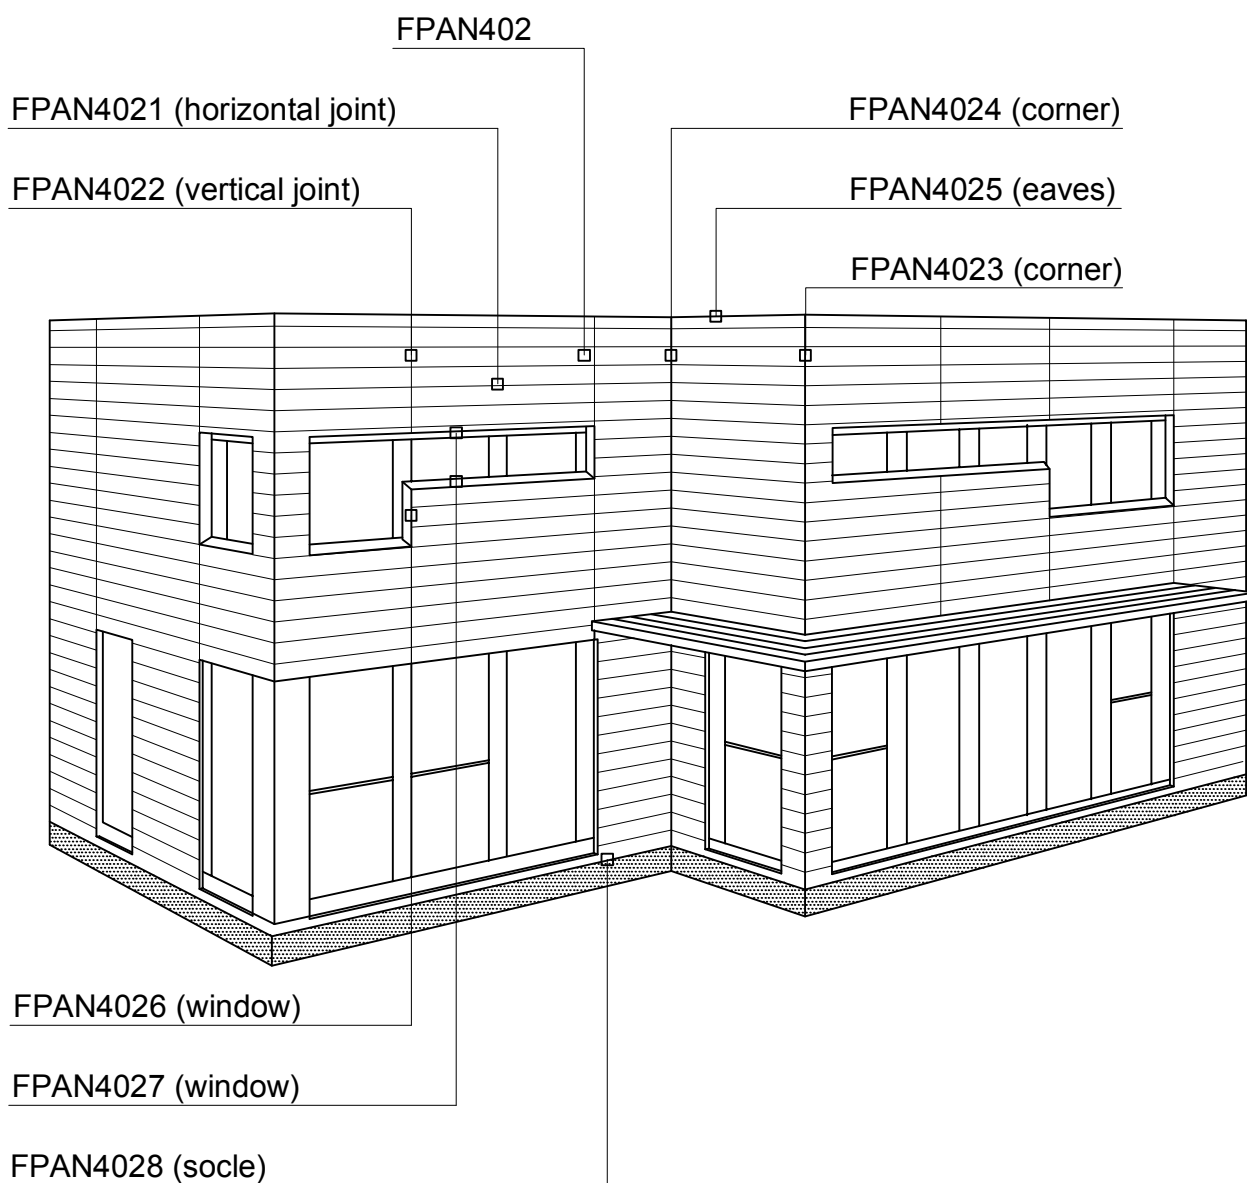 FPAN402
FPAN4021 (horizontal joint)
FPAN4024 (corner)
FPAN4022 (vertical joint)
FPAN4025 (eaves)
FPAN4023 (corner)
FPAN4026 (window)
FPAN4027 (window)
FPAN4028 (socle)